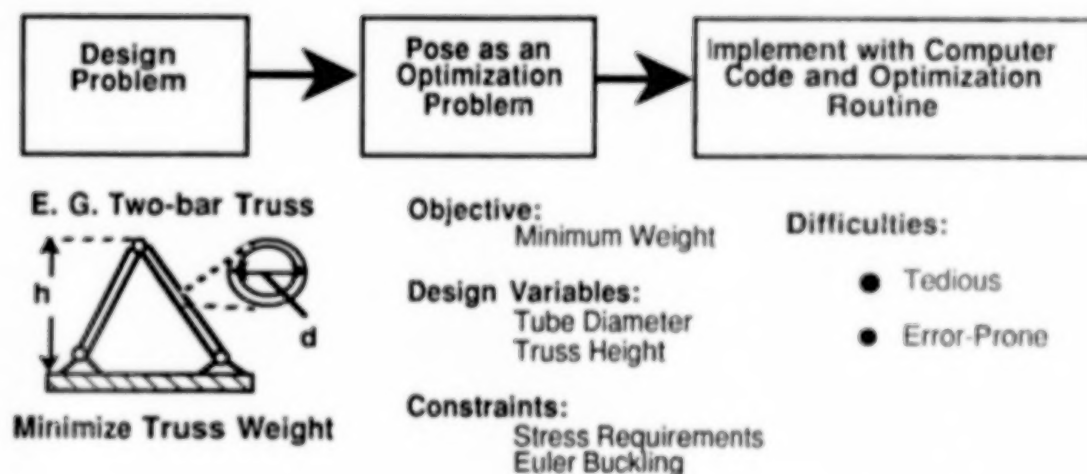 Design
Problem
Pose as an
Optimization
Problem
Implement with Computer
Code and Optimization
Routine
E. G. Two-bar Truss
h
d
Minimize Truss Weight
Objective:
Minimum Weight
Design Variables:
Tube Diameter
Truss Height
Constraints:
Stress Requirements
Euler Buckling
Difficulties:
● Tedious
● Error-Prone